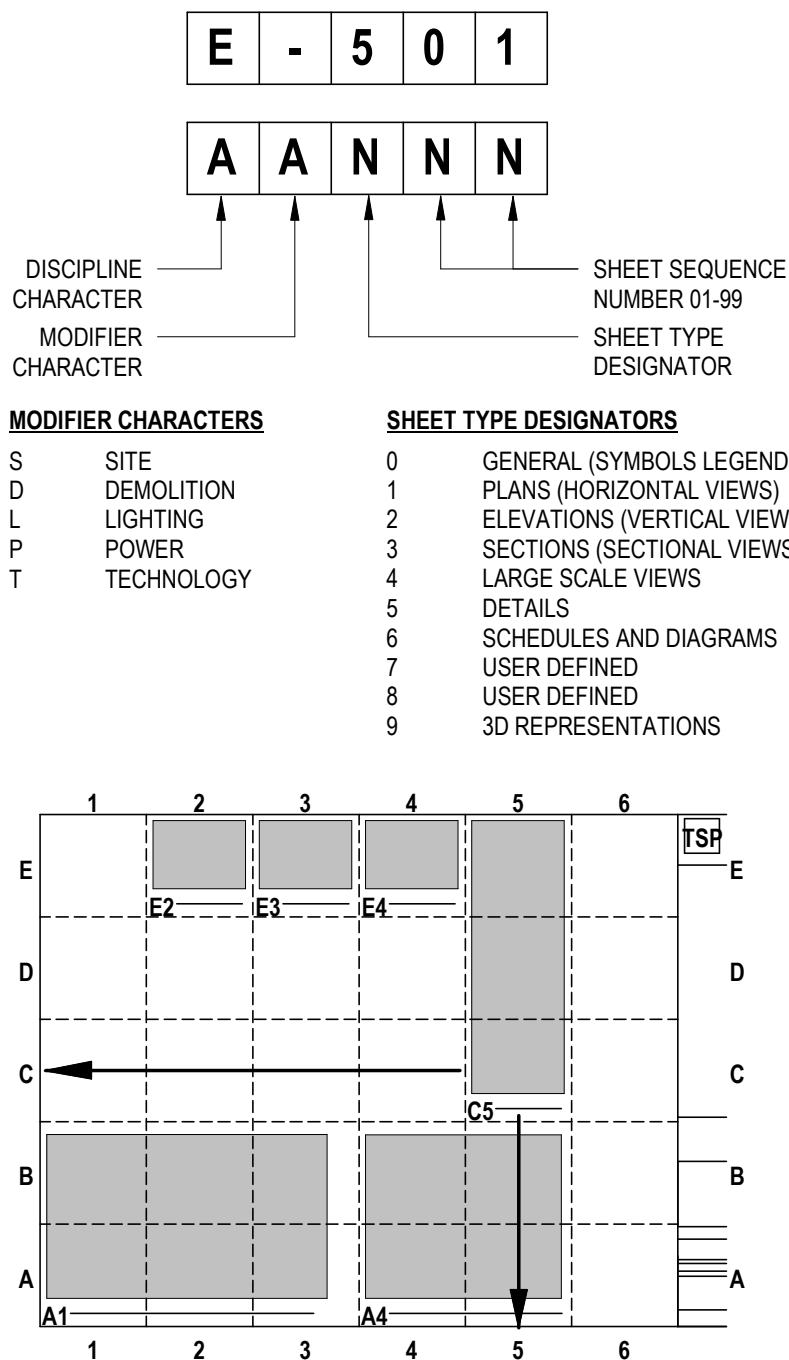 E - 5 0 1
A A N N N
DISCIPLINE
CHARACTER
SHEET SEQUENCE
NUMBER 01-99
MODIFIER
CHARACTER
SHEET TYPE
DESIGNATOR
MODIFIER CHARACTERS
S SITE
D DEMOLITION
L LIGHTING
P POWER
T TECHNOLOGY
SHEET TYPE DESIGNATORS
0 GENERAL (SYMBOLS LEGEND
1 PLANS (HORIZONTAL VIEWS)
2 ELEVATIONS (VERTICAL VIEW
3 SECTIONS (SECTIONAL VIEWS
4 LARGE SCALE VIEWS
5 DETAILS
6 SCHEDULES AND DIAGRAMS
7 USER DEFINED
8 USER DEFINED
9 3D REPRESENTATIONS
1 2 3 4 5 6
TSP
E E
E2 E3 E4
D D
C C
C5
B B
A A
A1 A4
1 2 3 4 5 6